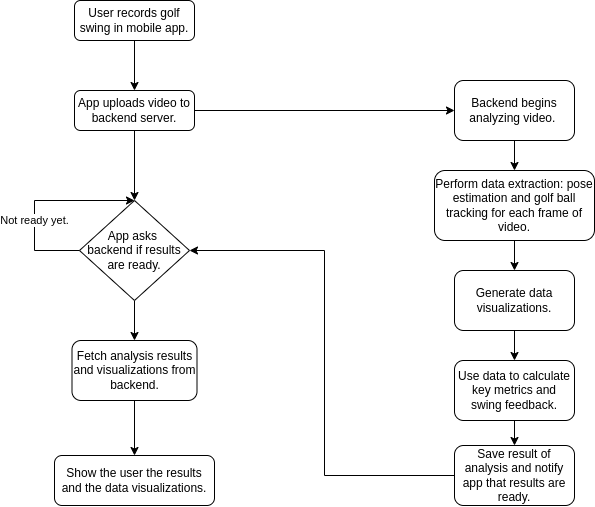 User records golf
swing in mobile app.
App uploads video to
backend server.
Not ready yet.
App asks
backend if results
are ready.
Fetch analysis results
and visualizations from
backend.
Show the user the results
and the data visualizations.
Backend begins
analyzing video.
Perform data extraction: pose
estimation and golf ball
tracking for each frame of
video.
Generate data
visualizations.
Use data to calculate
key metrics and
swing feedback.
Save result of
analysis and notify
app that results are
ready.